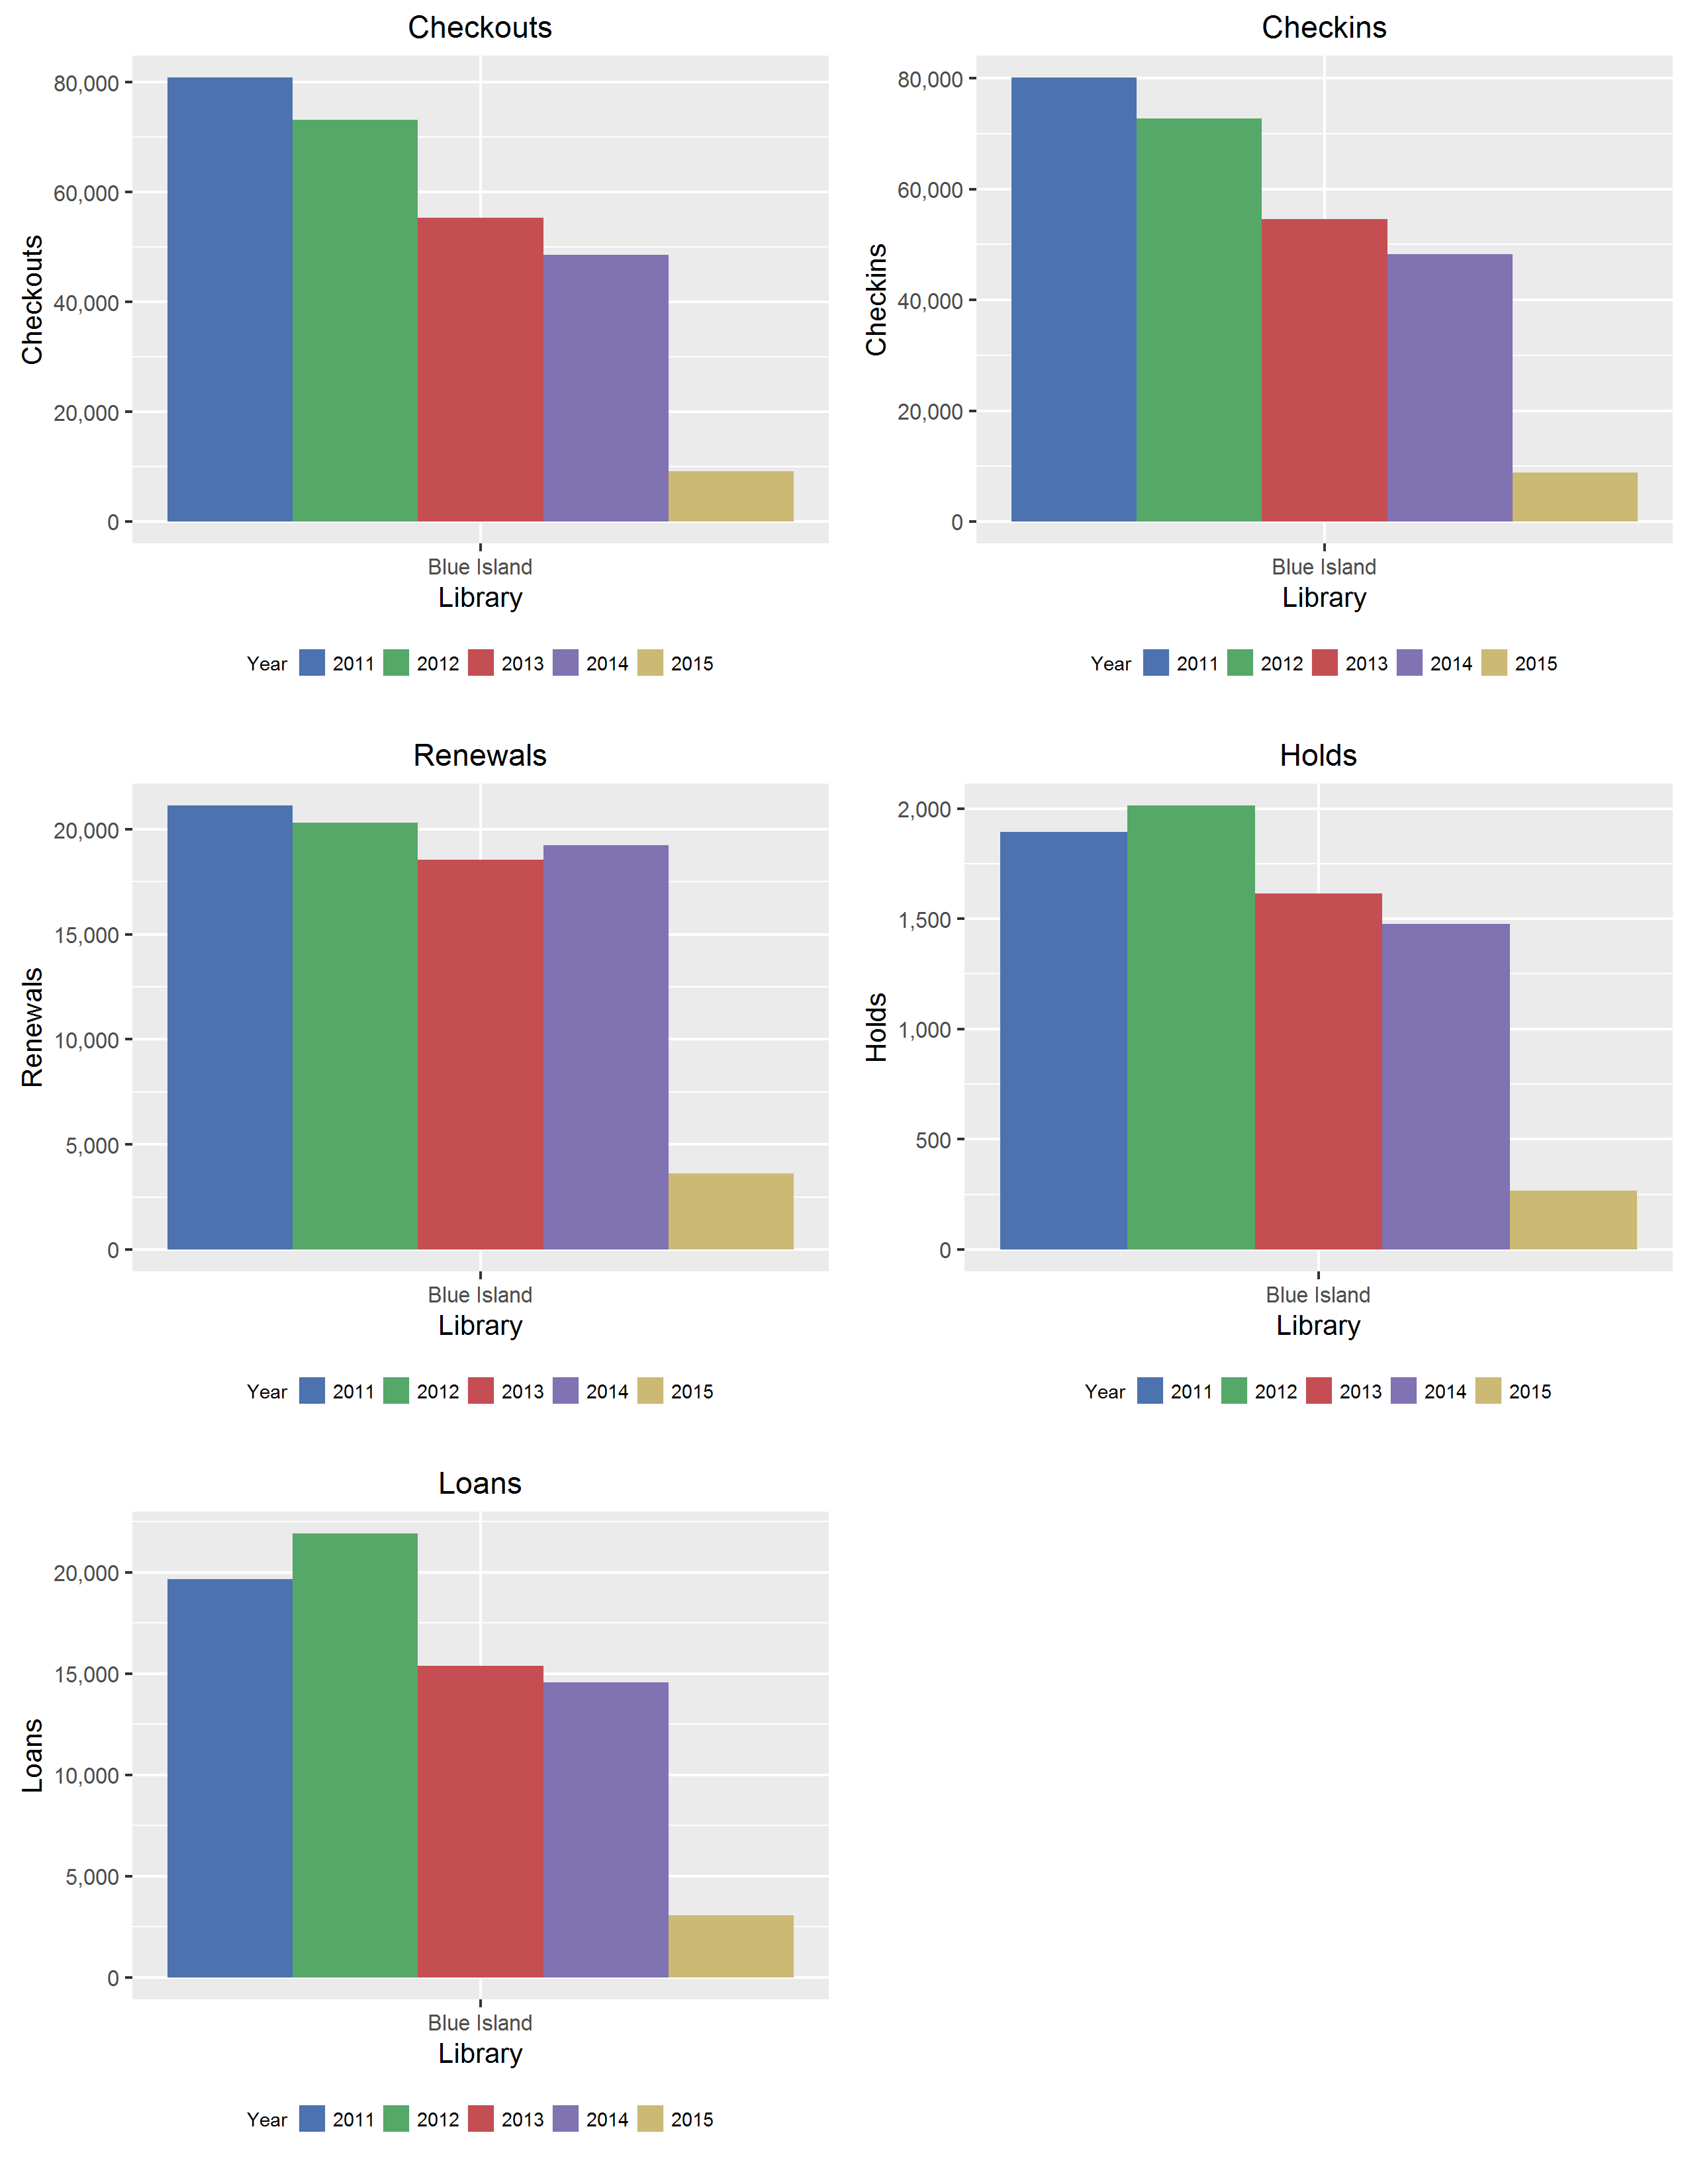 Checkouts
80,000
60,000
40,000
20,000
0
Checkouts
Blue Island
Library
Year 2011 2012 2013 2014 2015
Checkins
80,000
60,000
40,000
20,000
0
Checkins
Blue Island
Library
Year 2011 2012 2013 2014 2015
Renewals
20,000
15,000
10,000
5,000
0
Renewals
Blue Island
Library
Year 2011 2012 2013 2014 2015
Holds
2,000
1,500
1,000
500
0
Holds
Blue Island
Library
Year 2011 2012 2013 2014 2015
Loans
20,000
15,000
10,000
5,000
0
Loans
Blue Island
Library
Year 2011 2012 2013 2014 2015